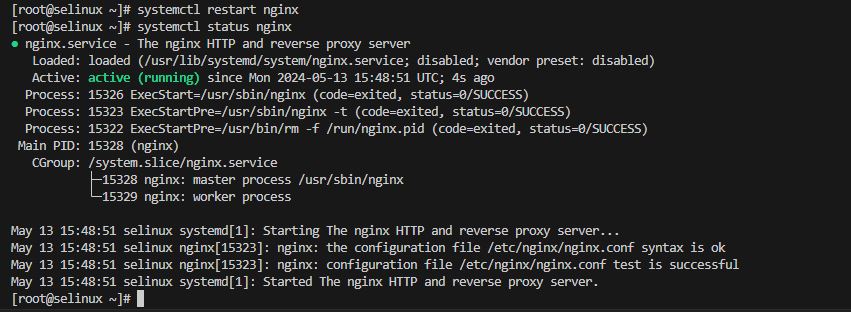 [root@selinux ~]# systemctl restart nginx
[root@selinux ~]# systemctl status nginx
● nginx.service - The nginx HTTP and reverse proxy server
   Loaded: loaded (/usr/lib/systemd/system/nginx.service; disabled; vendor preset: disabled)
   Active: active (running) since Mon 2024-05-13 15:48:51 UTC; 4s ago
  Process: 15326 ExecStart=/usr/sbin/nginx (code=exited, status=0/SUCCESS)
  Process: 15323 ExecStartPre=/usr/sbin/nginx -t (code=exited, status=0/SUCCESS)
  Process: 15322 ExecStartPre=/usr/bin/rm -f /run/nginx.pid (code=exited, status=0/SUCCESS)
 Main PID: 15328 (nginx)
   CGroup: /system.slice/nginx.service
           ├─15328 nginx: master process /usr/sbin/nginx
           └─15329 nginx: worker process

May 13 15:48:51 selinux systemd[1]: Starting The nginx HTTP and reverse proxy server...
May 13 15:48:51 selinux nginx[15323]: nginx: the configuration file /etc/nginx/nginx.conf syntax is ok
May 13 15:48:51 selinux nginx[15323]: nginx: configuration file /etc/nginx/nginx.conf test is successful
May 13 15:48:51 selinux systemd[1]: Started The nginx HTTP and reverse proxy server.
[root@selinux ~]#